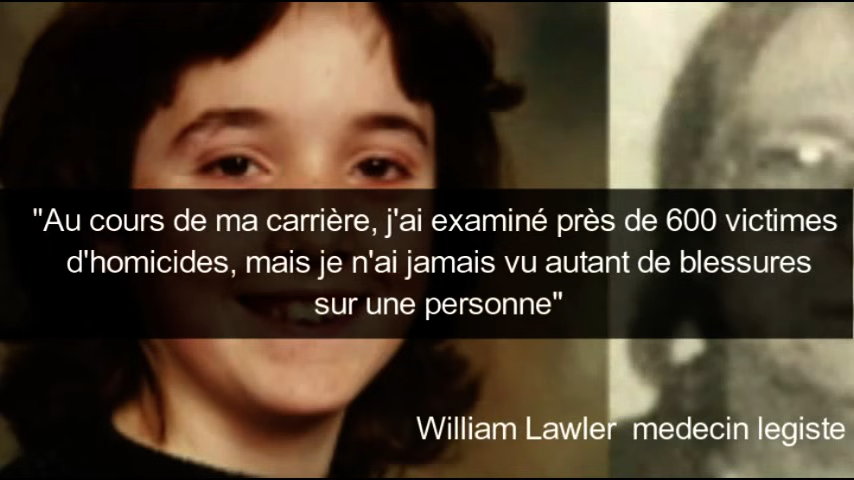 "Au cours de ma carrière, j'ai examiné près de 600 victimes
d'homicides, mais je n'ai jamais vu autant de blessures
sur une personne"
William Lawler medecin legiste